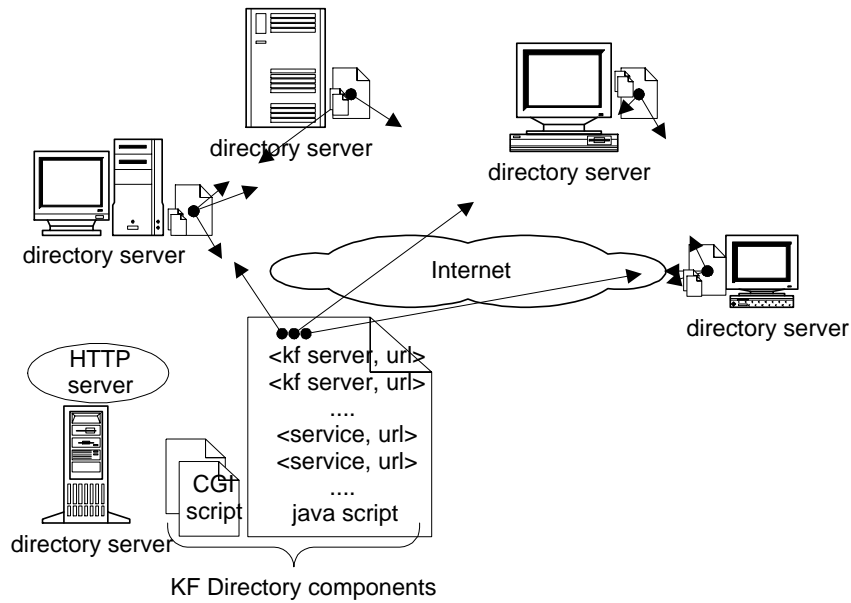 directory server
directory server
directory server
Internet
directory server
HTTP
server
<kf server, url>
<kf server, url>
....
<service, url>
<service, url>
....
java script
CGI
script
directory server
KF Directory components